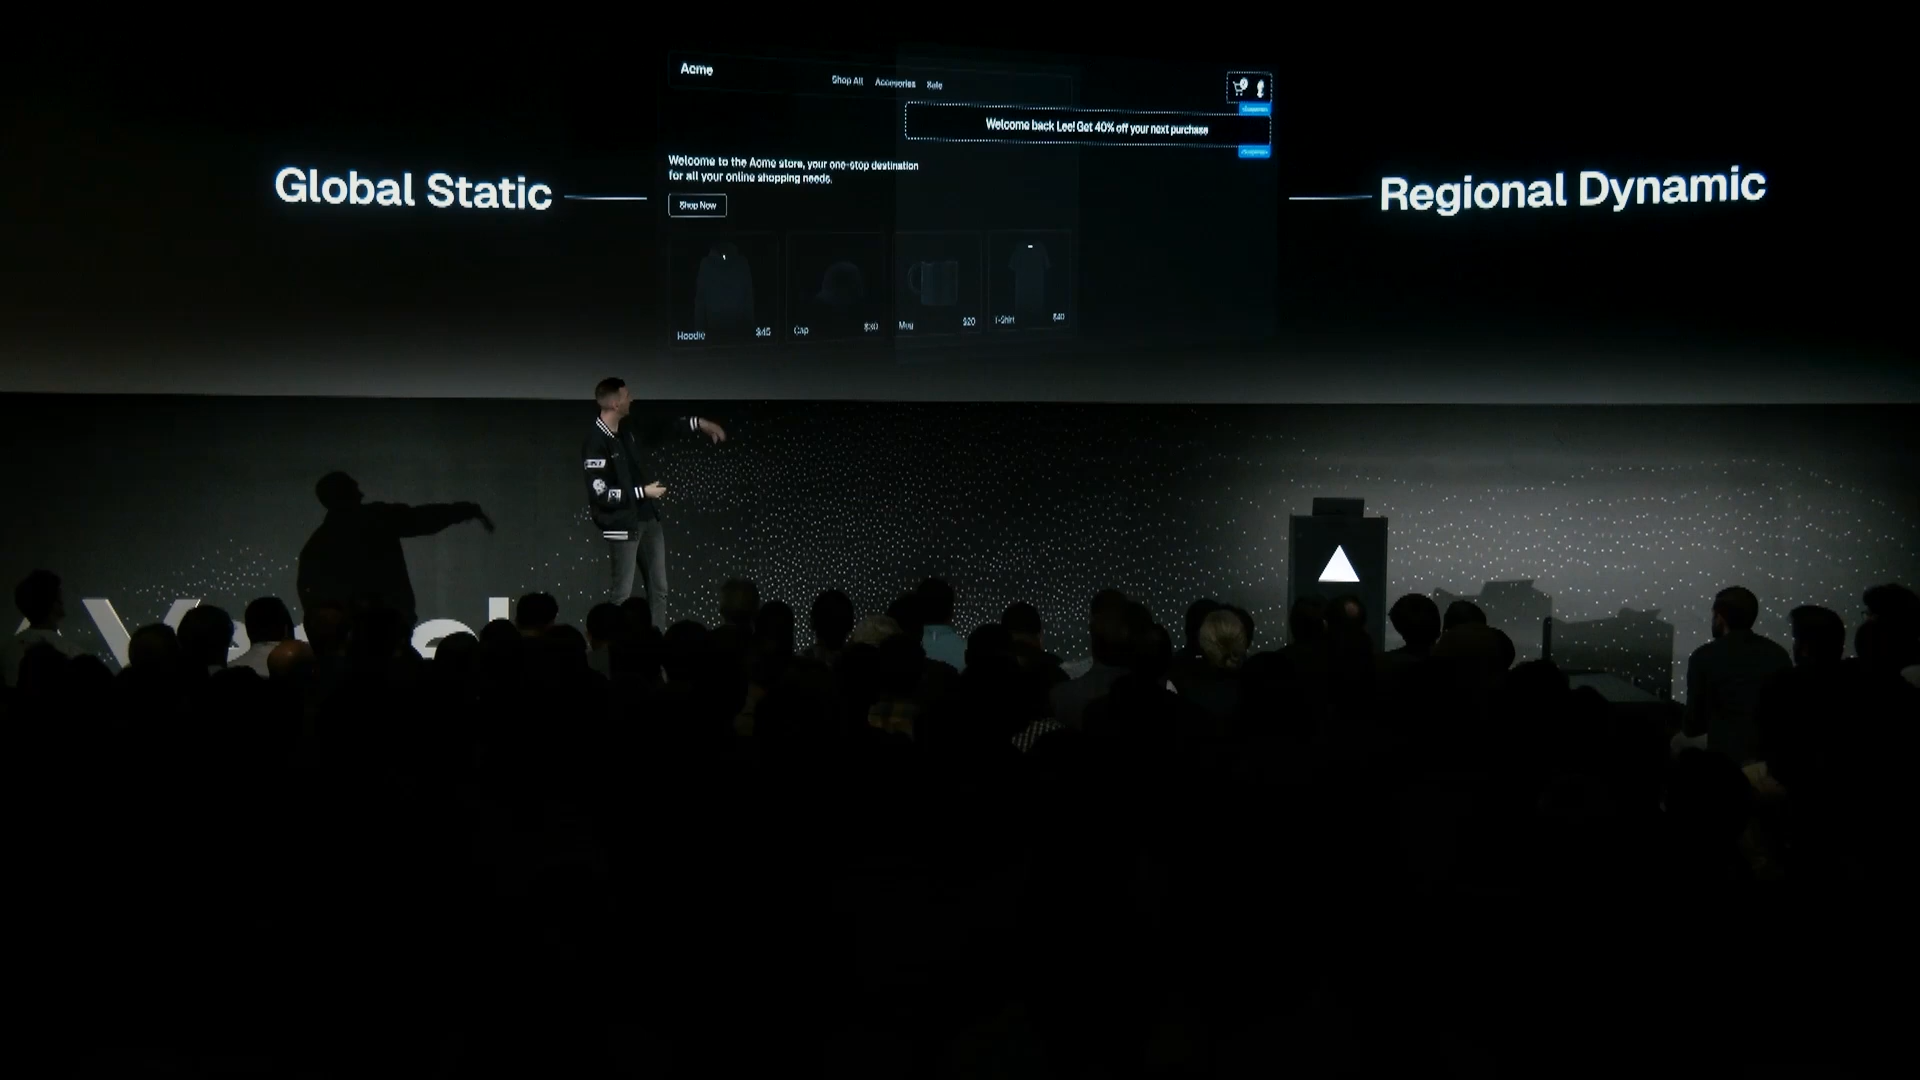 Acme
Shop All Accessories Sale
Welcome back Lee! Get 40% off your next purchase
Global Static
Welcome to the Acme store, your one-stop destination
for all your online shopping needs.
Shop Now
Regional Dynamic
Hoodie $45
Cap $30
Mug $20
T-Shirt $40